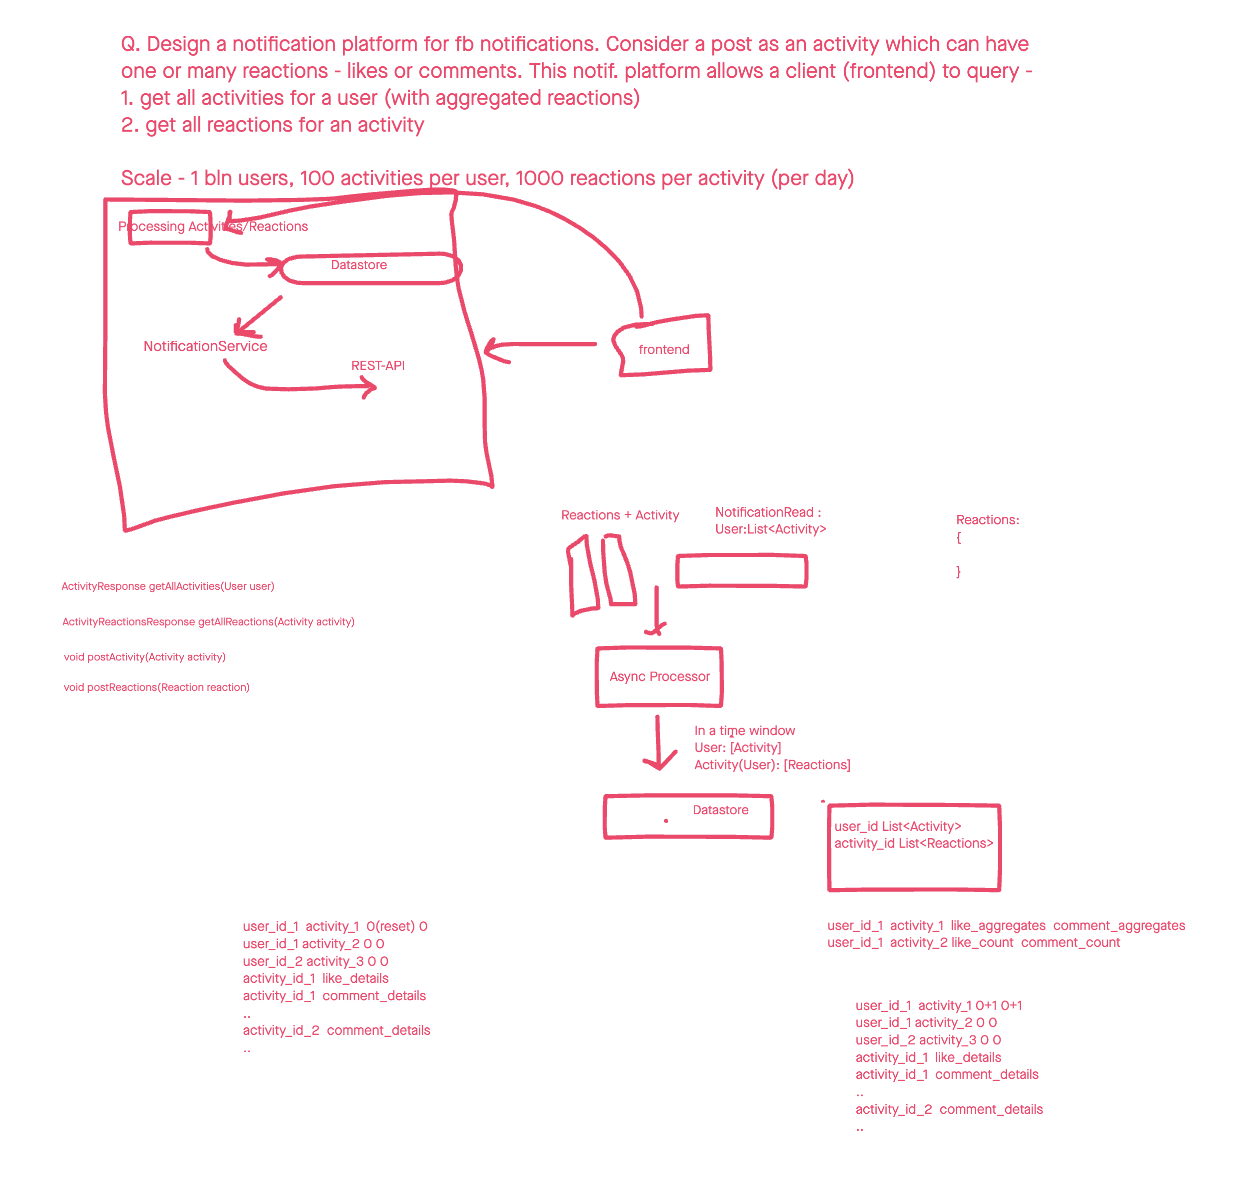 Q. Design a notification platform for fb notifications. Consider a post as an activity which can have
one or many reactions - likes or comments. This notif. platform allows a client (frontend) to query -
1. get all activities for a user (with aggregated reactions)
2. get all reactions for an activity
Scale - 1 bln users, 100 activities per user, 1000 reactions per activity (per day)
Processing Activities/Reactions
Datastore
NotificationService
REST-API
frontend
Reactions + Activity
NotificationRead :
User:List<Activity>
Reactions:
{
}
ActivityResponse getAllActivities(User user)
ActivityReactionsResponse getAllReactions(Activity activity)
void postActivity(Activity activity)
void postReactions(Reaction reaction)
Async Processor
In a time window
User: [Activity]
Activity(User): [Reactions]
Datastore
user_id List<Activity>
activity_id List<Reactions>
user_id_1 activity_1 0(reset) 0
user_id_1 activity_2 0 0
user_id_2 activity_3 0 0
activity_id_1 like_details
activity_id_1 comment_details
..
activity_id_2 comment_details
..
user_id_1 activity_1 like_aggregates comment_aggregates
user_id_1 activity_2 like_count comment_count
user_id_1 activity_1 0+1 0+1
user_id_1 activity_2 0 0
user_id_2 activity_3 0 0
activity_id_1 like_details
activity_id_1 comment_details
..
activity_id_2 comment_details
..